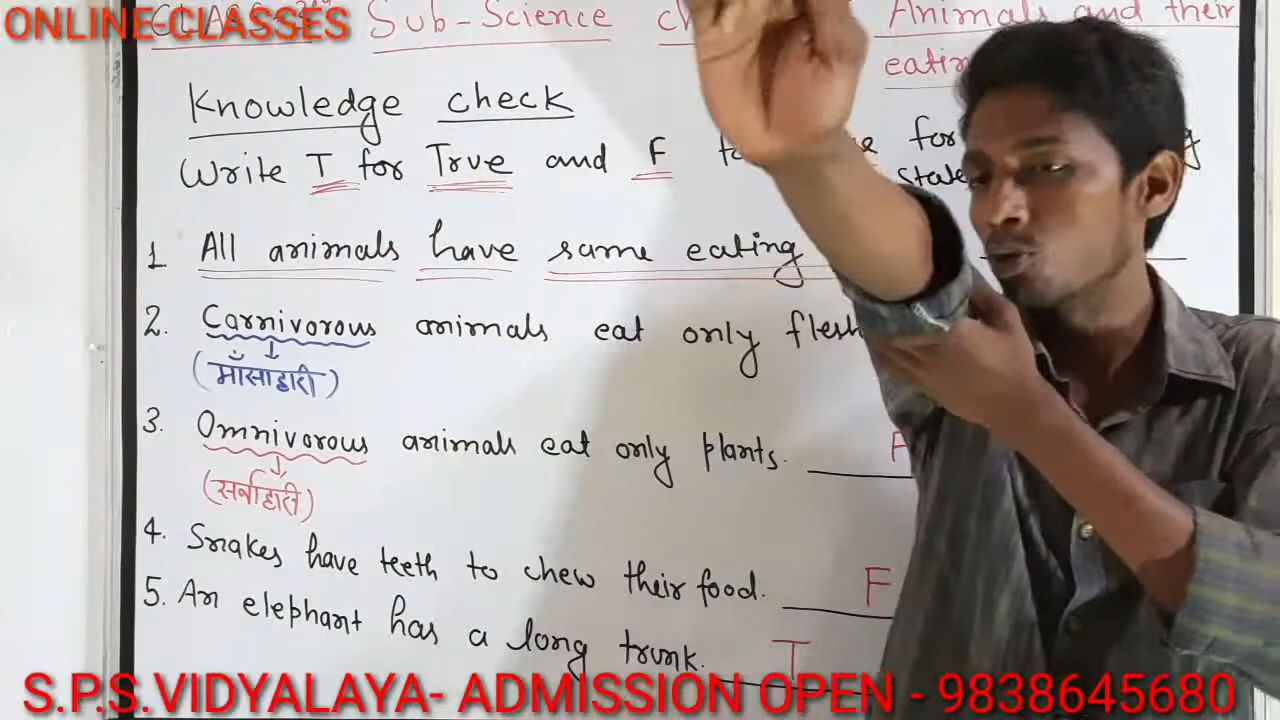 ONLINE-CLASSES
Sub-Science Animals and their
eating
Knowledge check
Write T for True and F for
state
1 All animals have same eating
2. Carnivorous animals eat only flesh
(माँसाहारी)
3. Omnivorous animals eat only plants. F
(सर्वाहारी)
4. Snakes have teeth to chew their food. F
5. An elephant has a long trunk. T
S.P.S.VIDYALAYA- ADMISSION OPEN - 9838645680